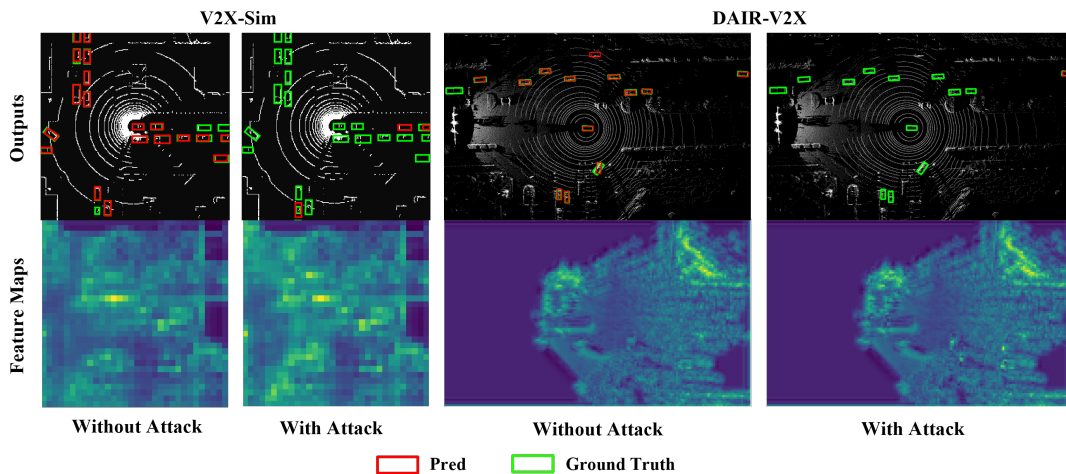 V2X-Sim DAIR-V2X
Outputs
Feature Maps
Without Attack With Attack Without Attack With Attack
Pred Ground Truth